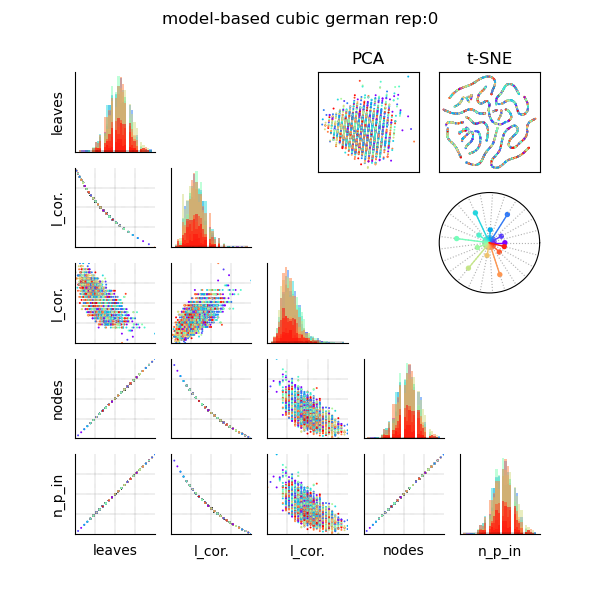 model-based cubic german rep:0
PCA
t-SNE
leaves
l_cor.
l_cor.
nodes
n_p_in
leaves
l_cor.
l_cor.
nodes
n_p_in